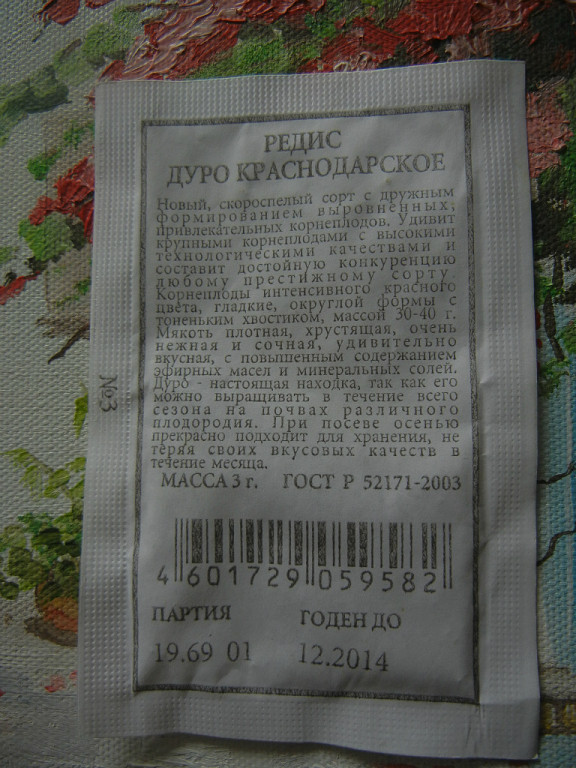 РЕДИС
ДУРО КРАСНОДАРСКОЕ
Новый, скороспелый сорт с дружным
формированием выровненных,
привлекательных корнеплодов. Удивит
крупными корнеплодами с высокими
технологическими качествами и
составит достойную конкуренцию
любому престижному сорту.
Корнеплоды интенсивного красного
цвета, гладкие, округлой формы с
тоненьким хвостиком, массой 30-40 г.
Мякоть плотная, хрустящая, очень
нежная и сочная, удивительно
вкусная, с повышенным содержанием
эфирных масел и минеральных солей.
Дуро - настоящая находка, так как его
можно выращивать в течение всего
сезона на почвах различного
плодородия. При посеве осенью
прекрасно подходит для хранения, не
теряя своих вкусовых качеств в
течение месяца.
МАССА 3 г. ГОСТ Р 52171-2003
№3
4 601729 059582
ПАРТИЯ ГОДЕН ДО
19.69 01 12.2014